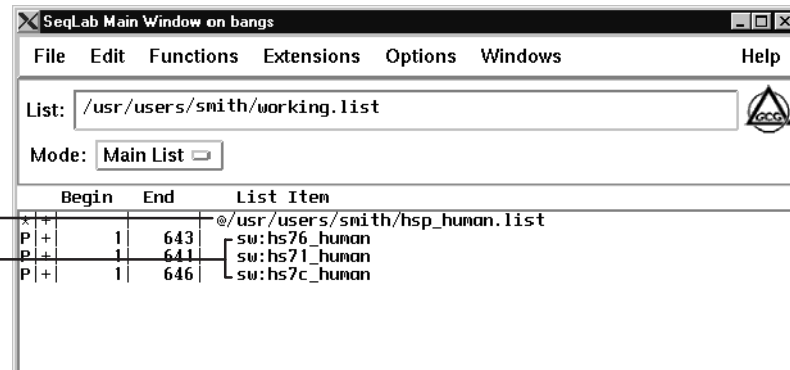 SeqLab Main Window on bangs
File Edit Functions Extensions Options Windows Help
List: /usr/users/smith/working.list
GCG
Mode: Main List
Begin End List Item
*|+| | @/usr/users/smith/hsp_human.list
P|+| 1| 643| sw:hs76_human
P|+| 1| 641| sw:hs71_human
P|+| 1| 646| sw:hs7c_human